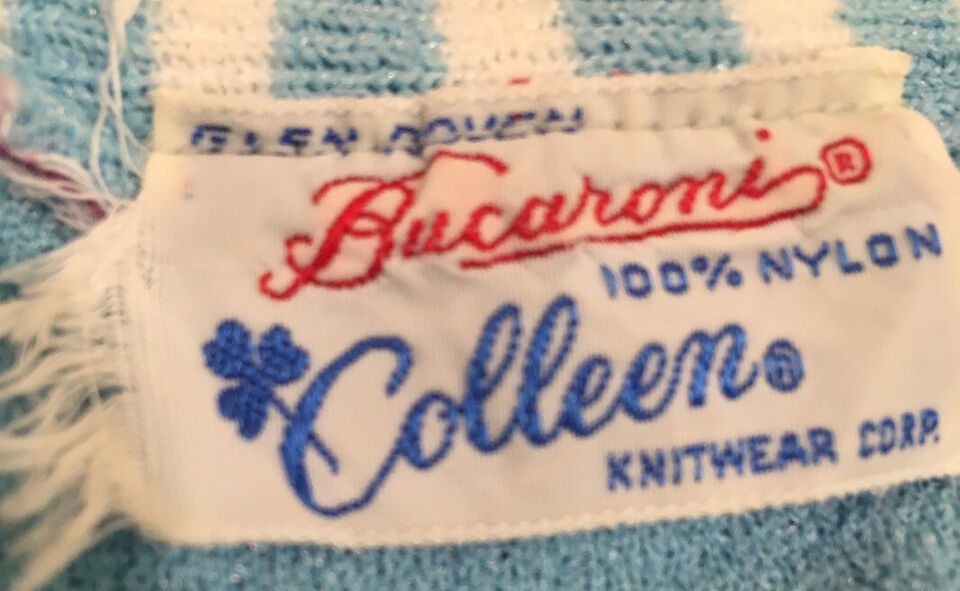 Bucaroni ®
100% NYLON
Colleen ®
KNITWEAR CORP.